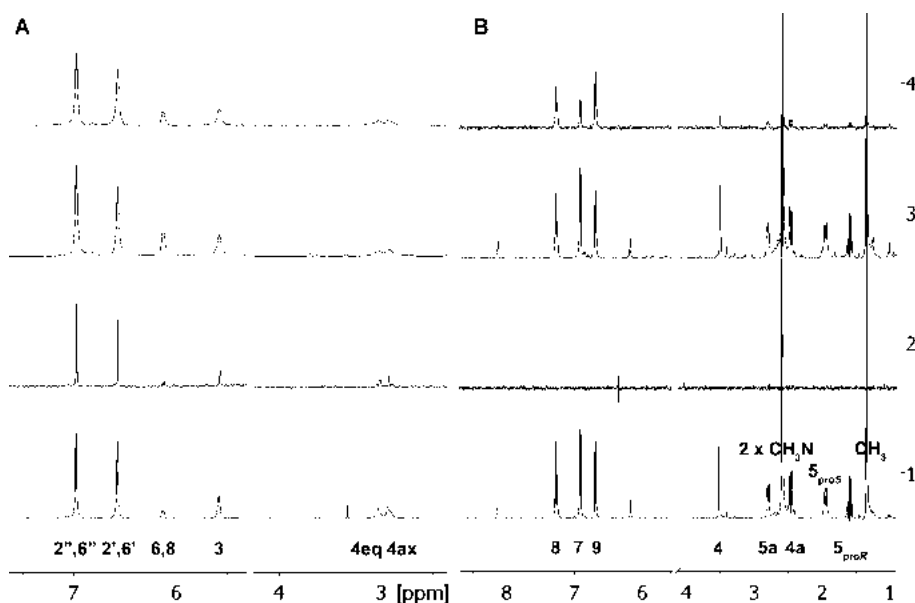 A
B
4
3
2
1
2 x CH3N
CH3
5proS
2'',6'' 2',6' 6,8 3 4eq 4ax
8 7 9 4 5a 4a 5proR
7 6 4 3 [ppm]
8 7 6 4 3 2 1